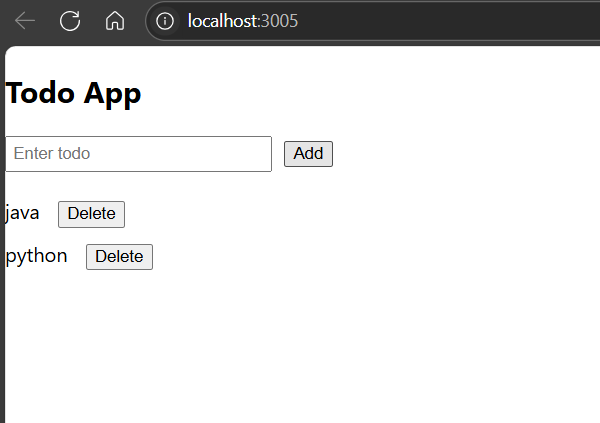 localhost:3005
Todo App
Enter todo Add
java Delete
python Delete